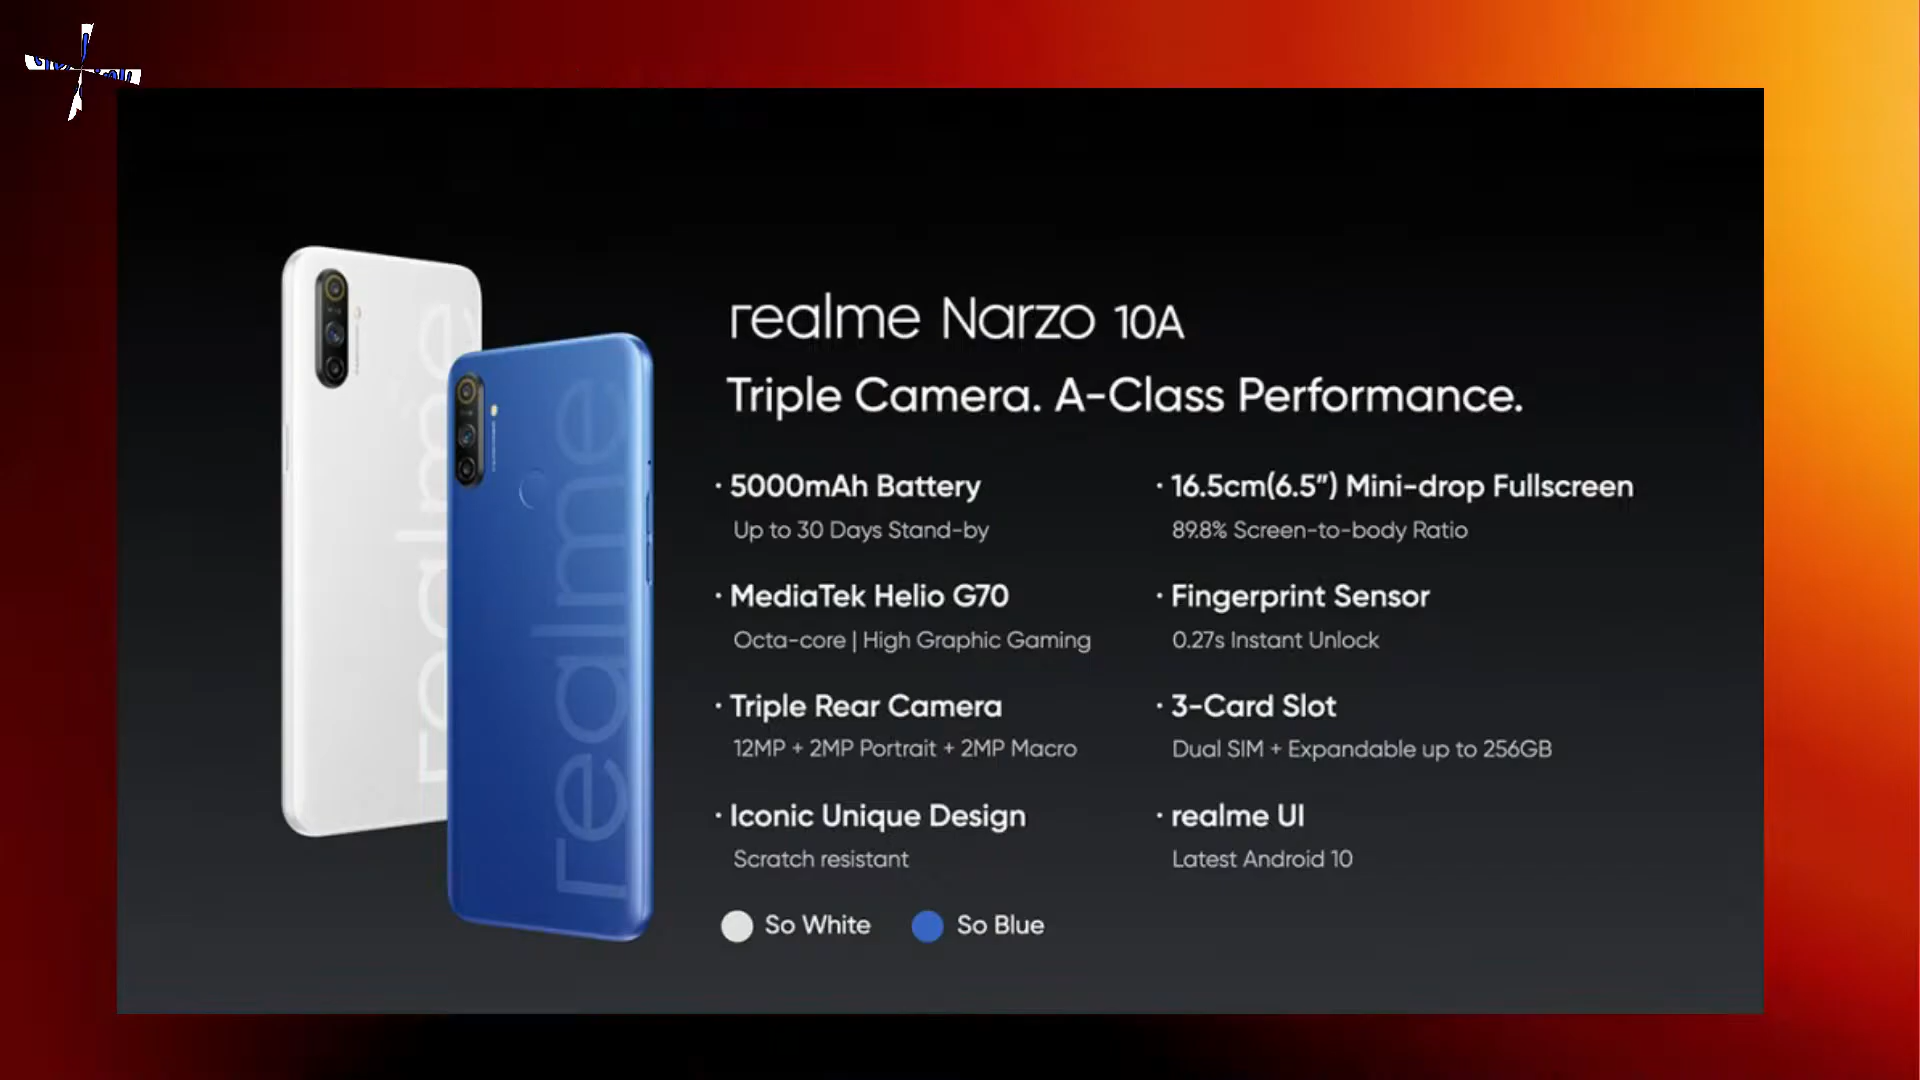 realme Narzo 10A
Triple Camera. A-Class Performance.
· 5000mAh Battery
Up to 30 Days Stand-by
· MediaTek Helio G70
Octa-core | High Graphic Gaming
· Triple Rear Camera
12MP + 2MP Portrait + 2MP Macro
· Iconic Unique Design
Scratch resistant
· 16.5cm(6.5”) Mini-drop Fullscreen
89.8% Screen-to-body Ratio
· Fingerprint Sensor
0.27s Instant Unlock
· 3-Card Slot
Dual SIM + Expandable up to 256GB
· realme UI
Latest Android 10
So White
So Blue
realme
realme